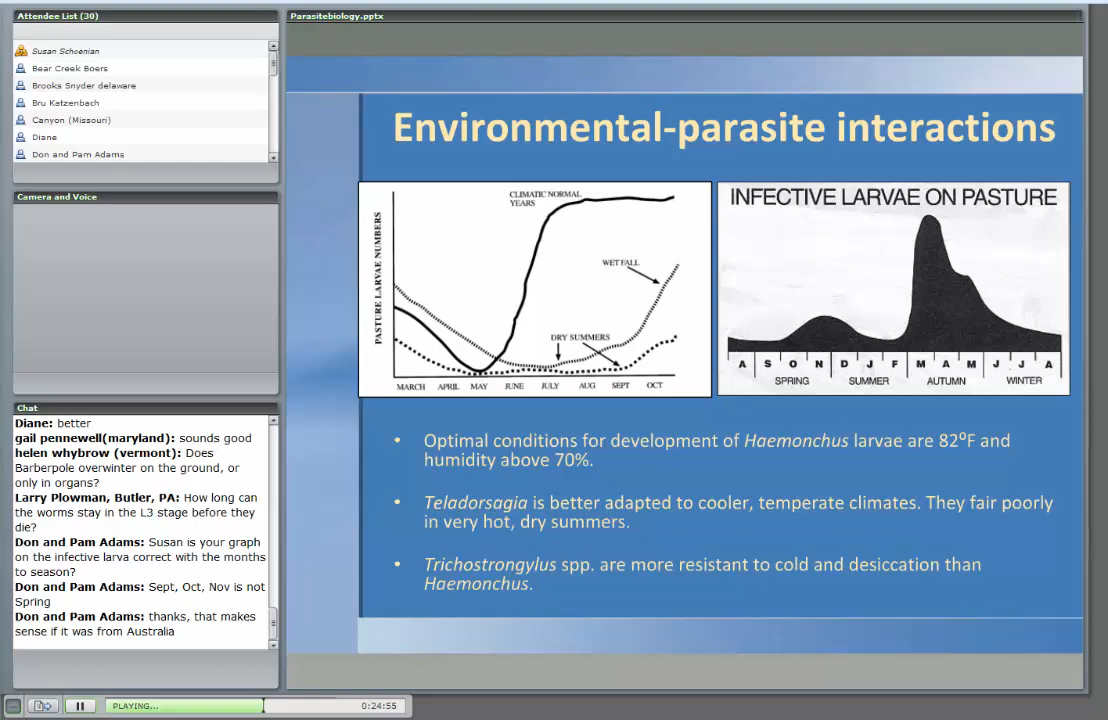 Attendee List (30)
Susan Schoenian
Bear Creek Boers
Brooks Snyder delaware
Bru Katzenbach
Canyon (Missouri)
Diane
Don and Pam Adams
Camera and Voice
Chat
Diane: better
gail pennewell(maryland): sounds good
helen whybrow (vermont): Does
Barberpole overwinter on the ground, or
only in organs?
Larry Plowman, Butler, PA: How long can
the worms stay in the L3 stage before they
die?
Don and Pam Adams: Susan is your graph
on the infective larva correct with the months
to season?
Don and Pam Adams: Sept, Oct, Nov is not
Spring
Don and Pam Adams: thanks, that makes
sense if it was from Australia
PLAYING...
0:24:55
Parasitebiology.pptx
Environmental-parasite interactions
PASTURE LARVAE NUMBERS
CLIMATIC NORMAL
YEARS
WET FALL
DRY SUMMERS
MARCH APRIL MAY JUNE JULY AUG SEPT OCT
INFECTIVE LARVAE ON PASTURE
A S O N D J F M A M J J A
SPRING SUMMER AUTUMN WINTER
• Optimal conditions for development of Haemonchus larvae are 82⁰F and
humidity above 70%.
• Teladorsagia is better adapted to cooler, temperate climates. They fair poorly
in very hot, dry summers.
• Trichostrongylus spp. are more resistant to cold and desiccation than
Haemonchus.